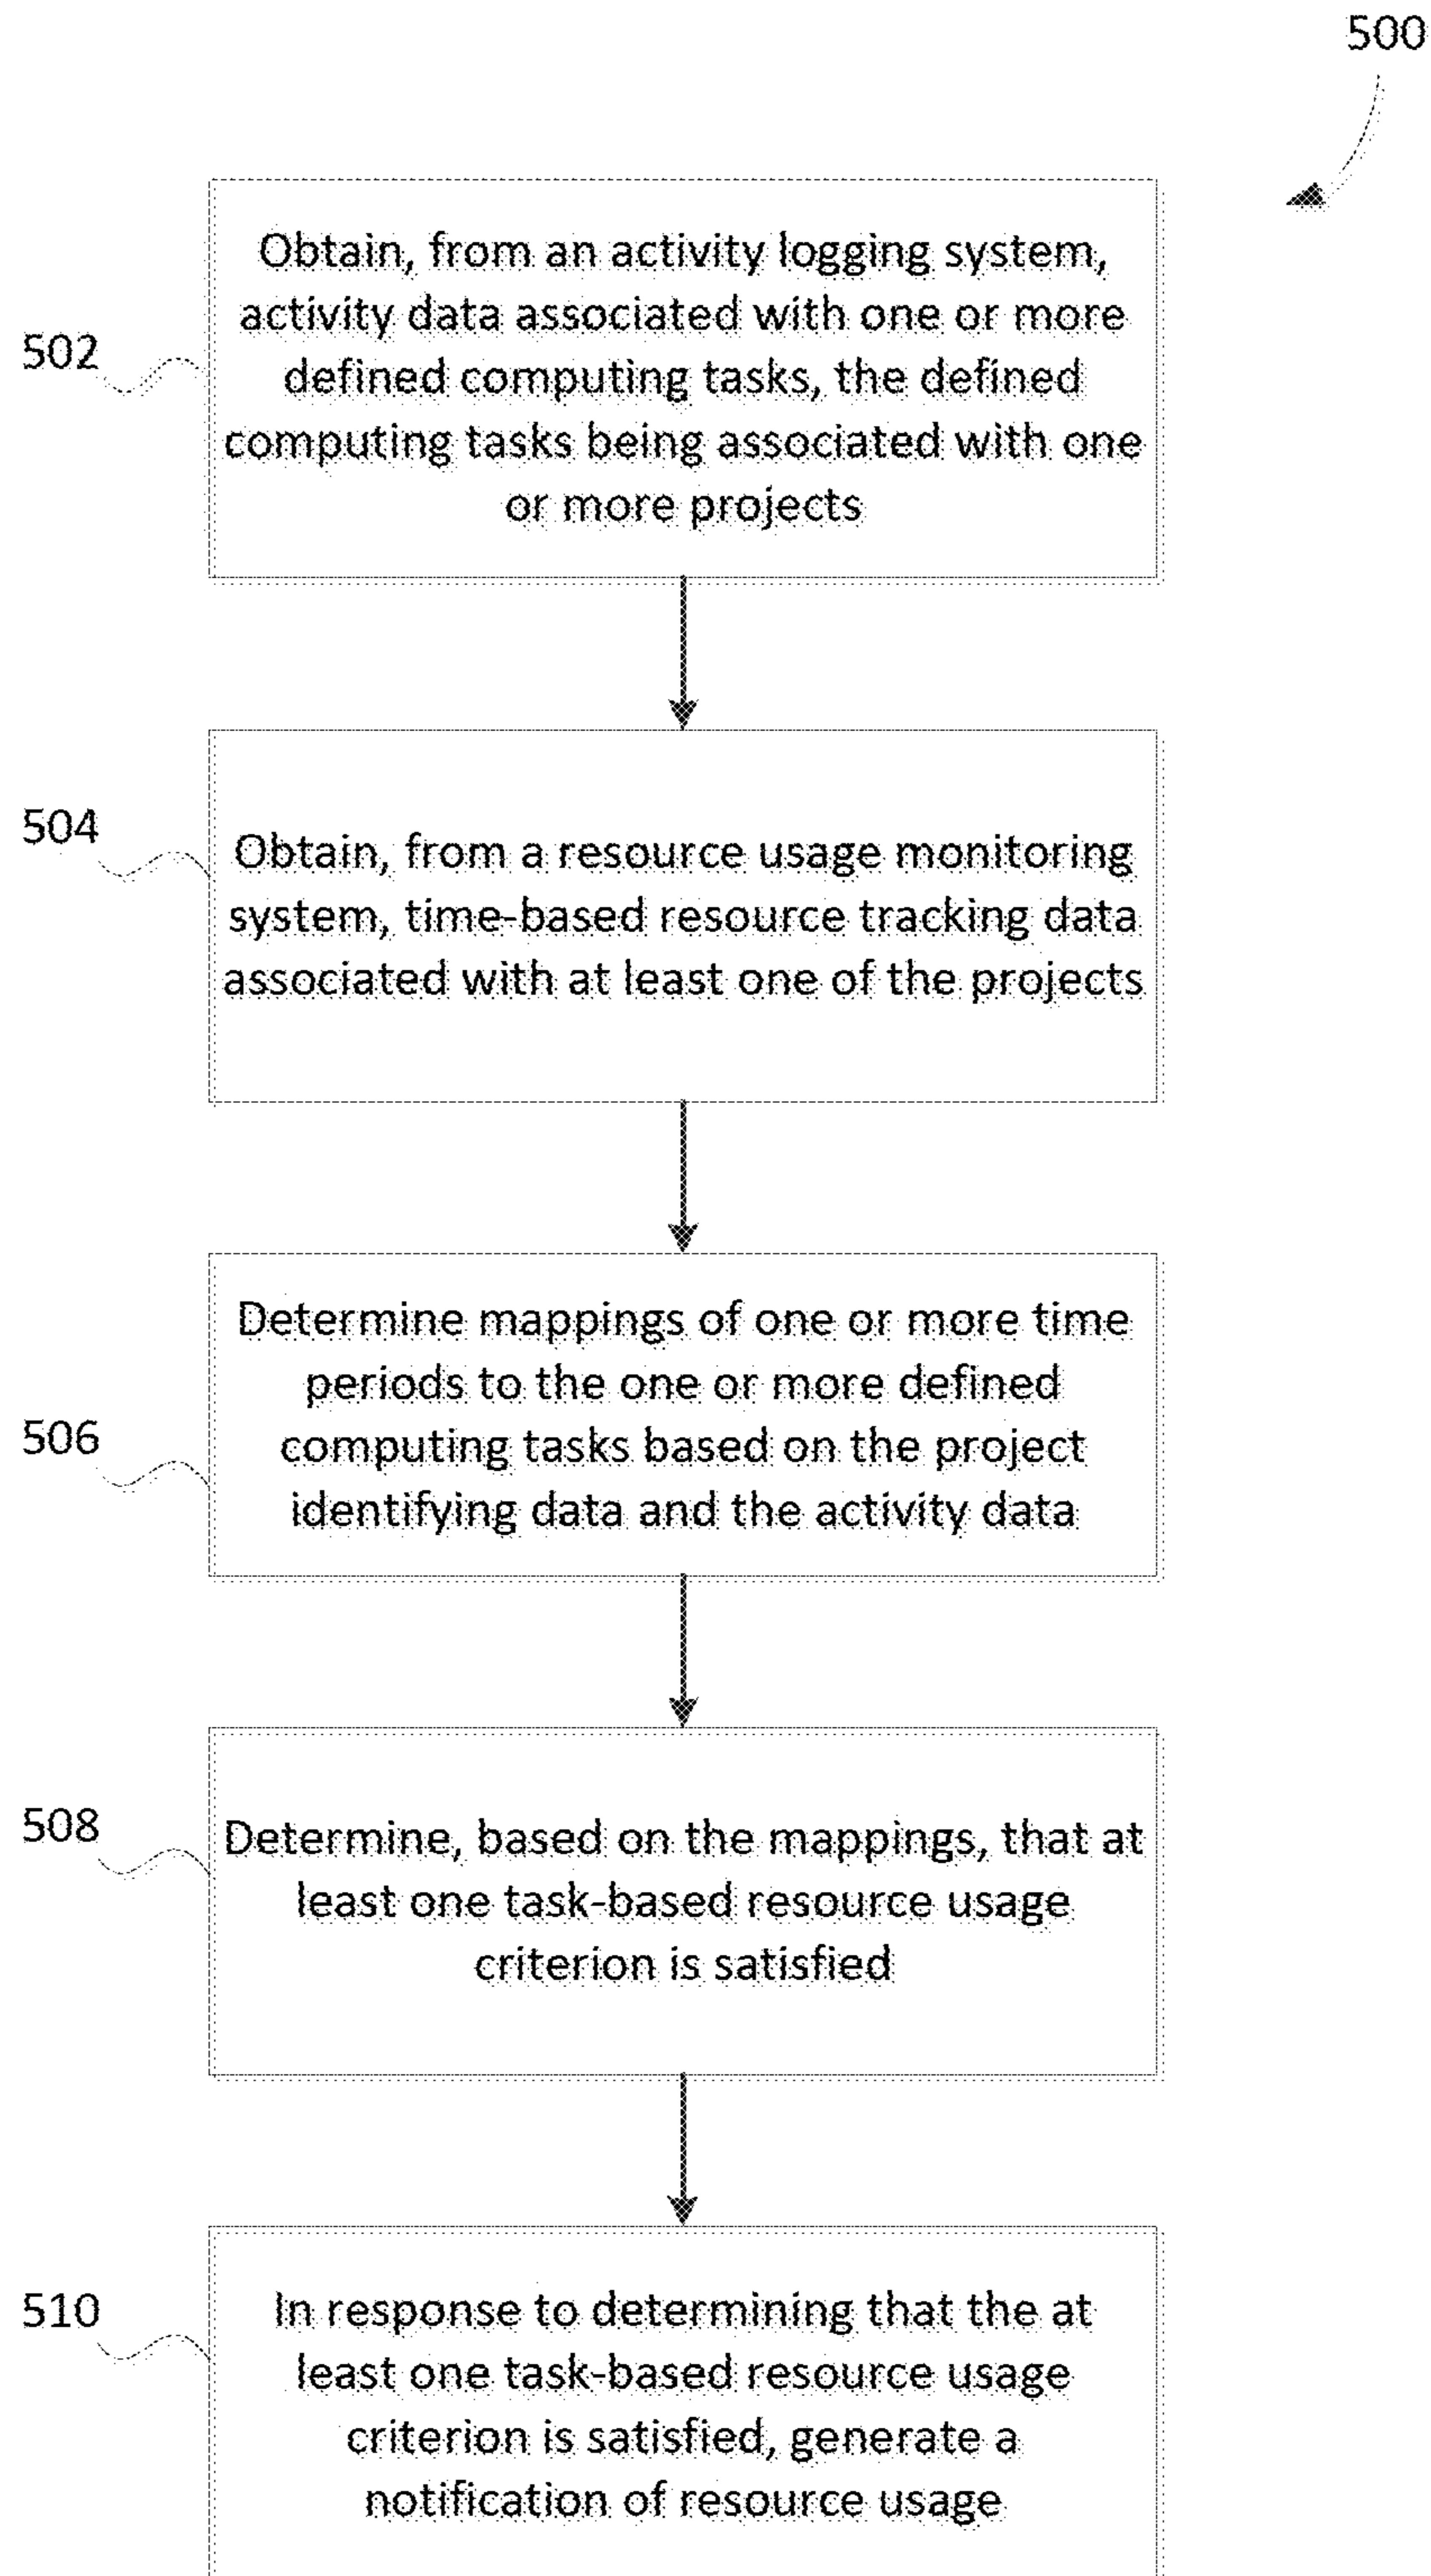 500
502
Obtain, from an activity logging system,
activity data associated with one or more
defined computing tasks, the defined
computing tasks being associated with one
or more projects
504
Obtain, from a resource usage monitoring
system, time-based resource tracking data
associated with at least one of the projects
506
Determine mappings of one or more time
periods to the one or more defined
computing tasks based on the project
identifying data and the activity data
508
Determine, based on the mappings, that at
least one task-based resource usage
criterion is satisfied
510
In response to determining that the at
least one task-based resource usage
criterion is satisfied, generate a
notification of resource usage